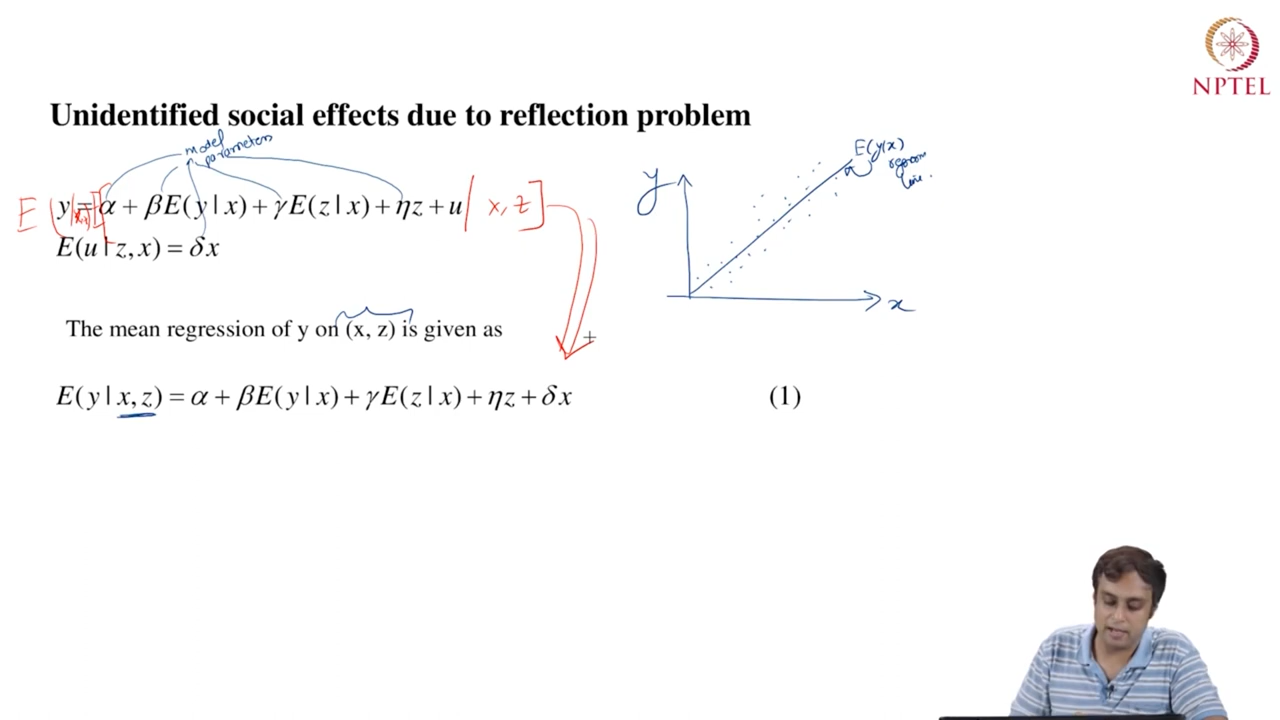 NPTEL
Unidentified social effects due to reflection problem
model
parameters
y = α + βE(y | x) + γE(z | x) + ηz + u | x, z ]
E(u | z, x) = δx
y
E(y|x)
line.
x
The mean regression of y on (x, z) is given as
E(y | x, z) = α + βE(y | x) + γE(z | x) + ηz + δx (1)